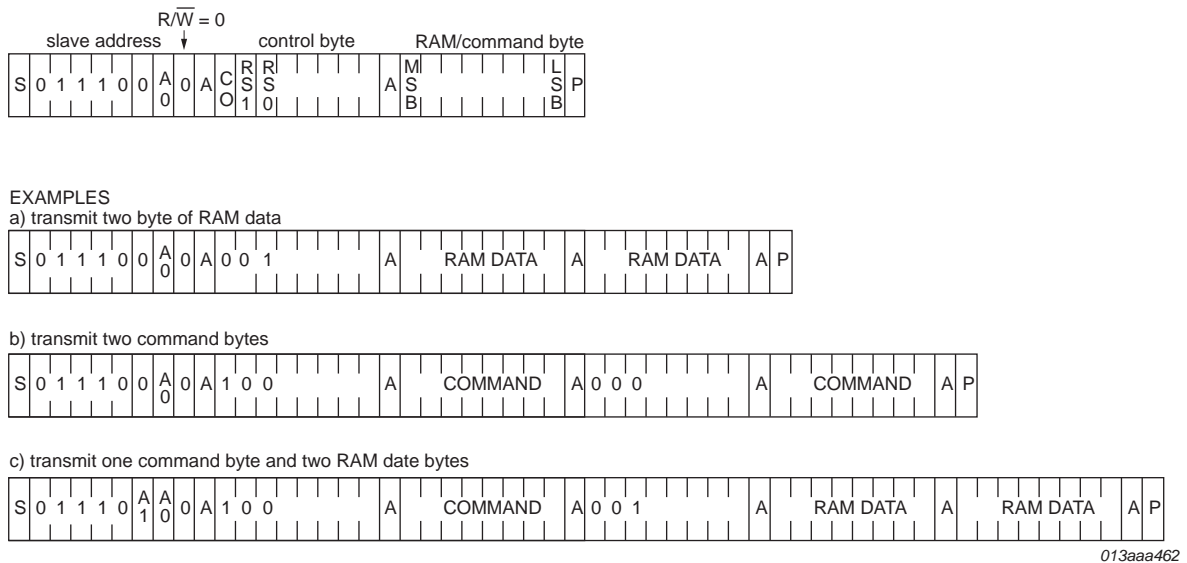 R/W = 0
slave address control byte RAM/command byte
S 0 1 1 1 0 0 A0 0 A CO RS1 RS0 A MSB LSB P
EXAMPLES
a) transmit two byte of RAM data
S 0 1 1 1 0 0 A0 0 A 0 0 1 A RAM DATA A RAM DATA A P
b) transmit two command bytes
S 0 1 1 1 0 0 A0 0 A 1 0 0 A COMMAND A 0 0 0 A COMMAND A P
c) transmit one command byte and two RAM date bytes
S 0 1 1 1 0 A1 A0 0 A 1 0 0 A COMMAND A 0 0 1 A RAM DATA A RAM DATA A P
013aaa462